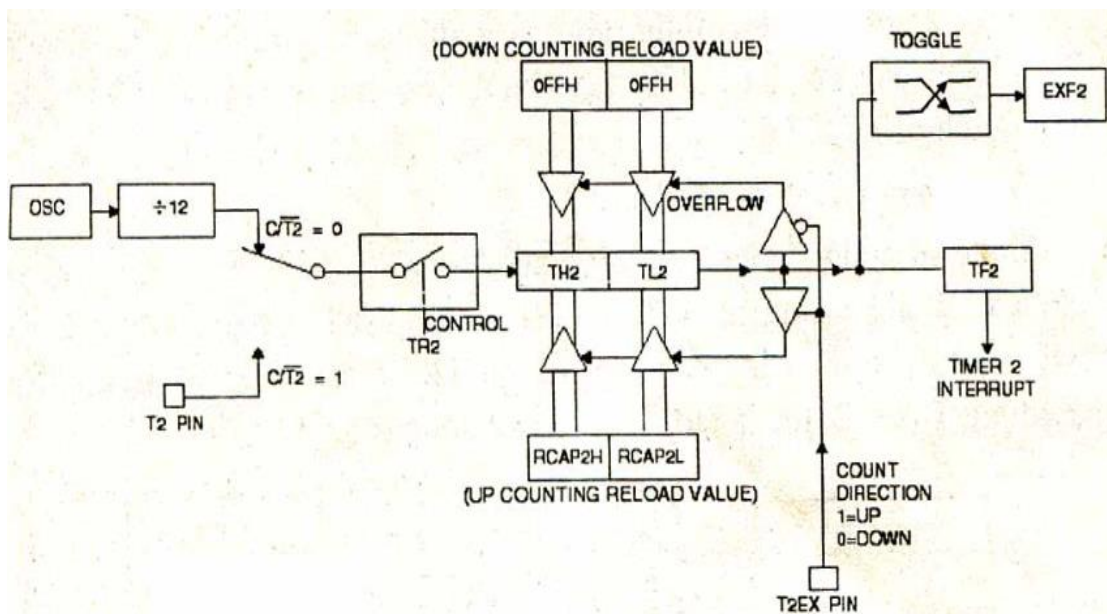 (DOWN COUNTING RELOAD VALUE)
TOGGLE
0FFH 0FFH
EXF2
OSC
÷12
OVERFLOW
C/T2̅ = 0
TH2 TL2
TF2
CONTROL
TR2
C/T2̅ = 1
TIMER 2
INTERRUPT
T2 PIN
RCAP2H RCAP2L
(UP COUNTING RELOAD VALUE)
COUNT
DIRECTION
1=UP
0=DOWN
T2EX PIN